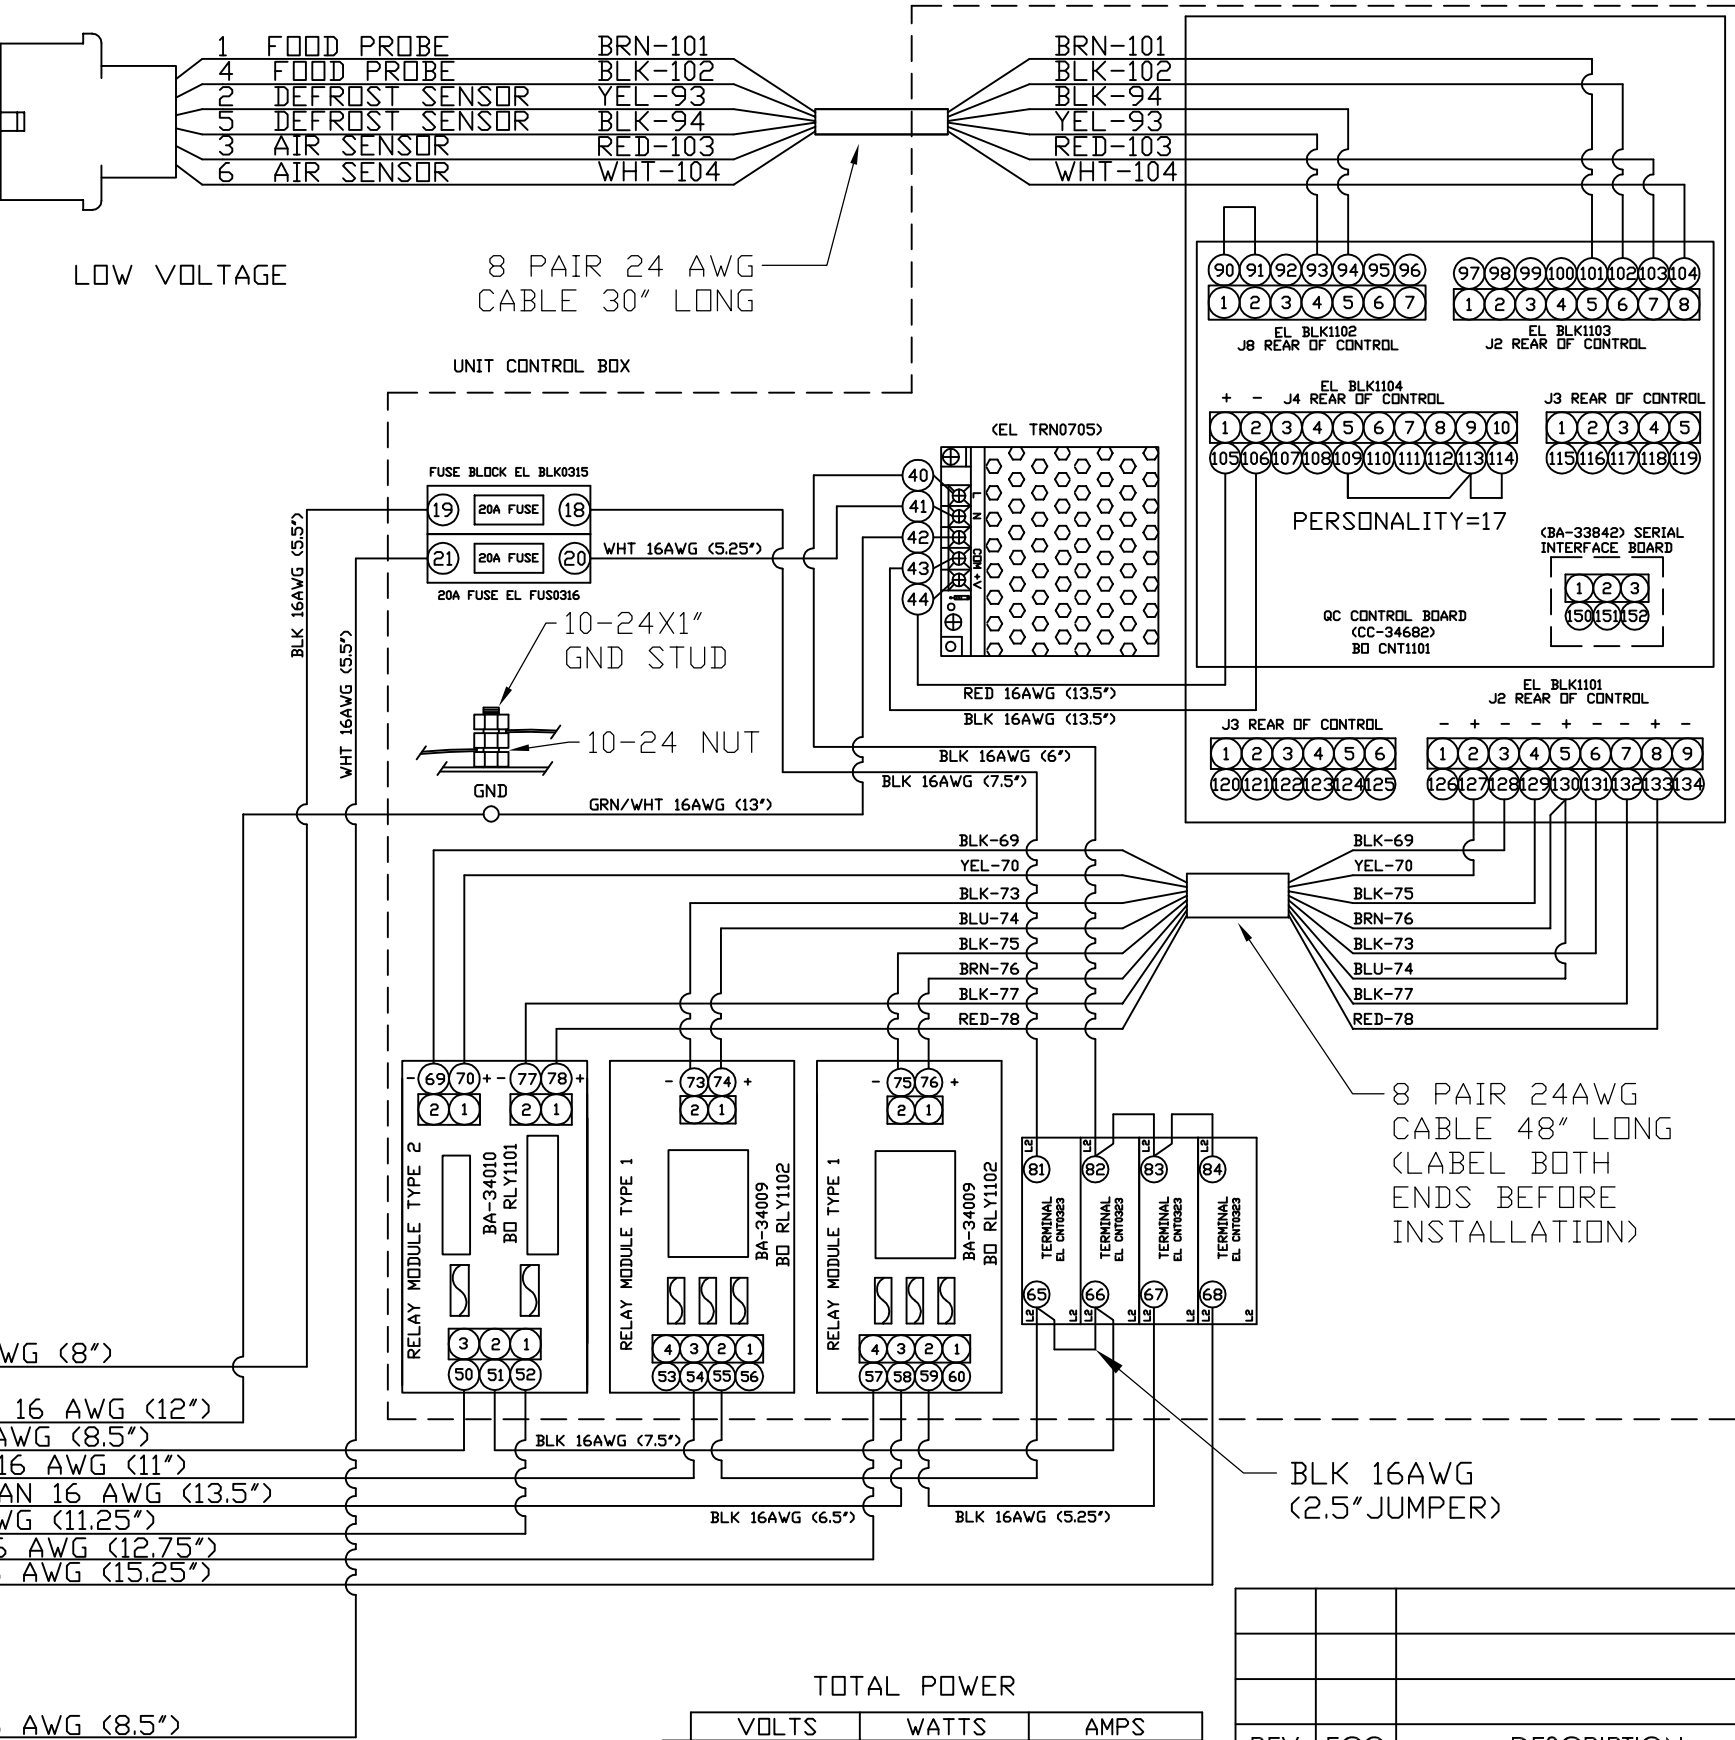 1 FOOD PROBE BRN-101
4 FOOD PROBE BLK-102
2 DEFROST SENSOR YEL-93
5 DEFROST SENSOR BLK-94
3 AIR SENSOR RED-103
6 AIR SENSOR WHT-104
BRN-101
BLK-102
BLK-94
YEL-93
RED-103
WHT-104
LOW VOLTAGE
8 PAIR 24 AWG
CABLE 30" LONG
UNIT CONTROL BOX
90 91 92 93 94 95 96
1 2 3 4 5 6 7
EL BLK1102
J8 REAR OF CONTROL
97 98 99 100 101 102 103 104
1 2 3 4 5 6 7 8
EL BLK1103
J2 REAR OF CONTROL
EL BLK1104
+ - J4 REAR OF CONTROL
1 2 3 4 5 6 7 8 9 10
105 106 107 108 109 110 111 112 113 114
PERSONALITY=17
J3 REAR OF CONTROL
1 2 3 4 5
115 116 117 118 119
(BA-33842) SERIAL
INTERFACE BOARD
1 2 3
150 151 152
QC CONTROL BOARD
(CC-34682)
BO CNT1101
(EL TRN0705)
40
41
42
43
44
L
N
COM
+V
FUSE BLOCK EL BLK0315
19 20A FUSE 18
21 20A FUSE 20
20A FUSE EL FUS0316
WHT 16AWG (5.25")
BLK 16AWG (5.5")
WHT 16AWG (5.5")
10-24X1"
GND STUD
10-24 NUT
GND
GRN/WHT 16AWG (13")
RED 16AWG (13.5")
BLK 16AWG (13.5")
BLK 16AWG (6")
BLK 16AWG (7.5")
J3 REAR OF CONTROL
1 2 3 4 5 6
120 121 122 123 124 125
EL BLK1101
J2 REAR OF CONTROL
- + - - + - - + -
1 2 3 4 5 6 7 8 9
126 127 128 129 130 131 132 133 134
BLK-69
YEL-70
BLK-73
BLU-74
BLK-75
BRN-76
BLK-77
RED-78
BLK-69
YEL-70
BLK-75
BRN-76
BLK-73
BLU-74
BLK-77
RED-78
8 PAIR 24AWG
CABLE 48" LONG
(LABEL BOTH
ENDS BEFORE
INSTALLATION)
- 69 70 + - 77 78 +
2 1 2 1
RELAY MODULE TYPE 2
BA-34010
BO RLY1101
3 2 1
50 51 52
- 73 74 +
2 1
RELAY MODULE TYPE 1
BA-34009
BO RLY1102
4 3 2 1
53 54 55 56
- 75 76 +
2 1
RELAY MODULE TYPE 1
BA-34009
BO RLY1102
4 3 2 1
57 58 59 60
L2 L2 L2 L2
81 82 83 84
TERMINAL
EL CNT0323
TERMINAL
EL CNT0323
TERMINAL
EL CNT0323
TERMINAL
EL CNT0323
65 66 67 68
L2 L2 L2 L2 L2 L2
WG (8")
16 AWG (12")
AWG (8.5")
16 AWG (11")
AN 16 AWG (13.5")
WG (11.25")
6 AWG (12.75")
AWG (15.25")
AWG (8.5")
BLK 16AWG (7.5")
BLK 16AWG (6.5")
BLK 16AWG (5.25")
BLK 16AWG
(2.5"JUMPER)
TOTAL POWER
VOLTS WATTS AMPS
REV ECO DESCRIPTION